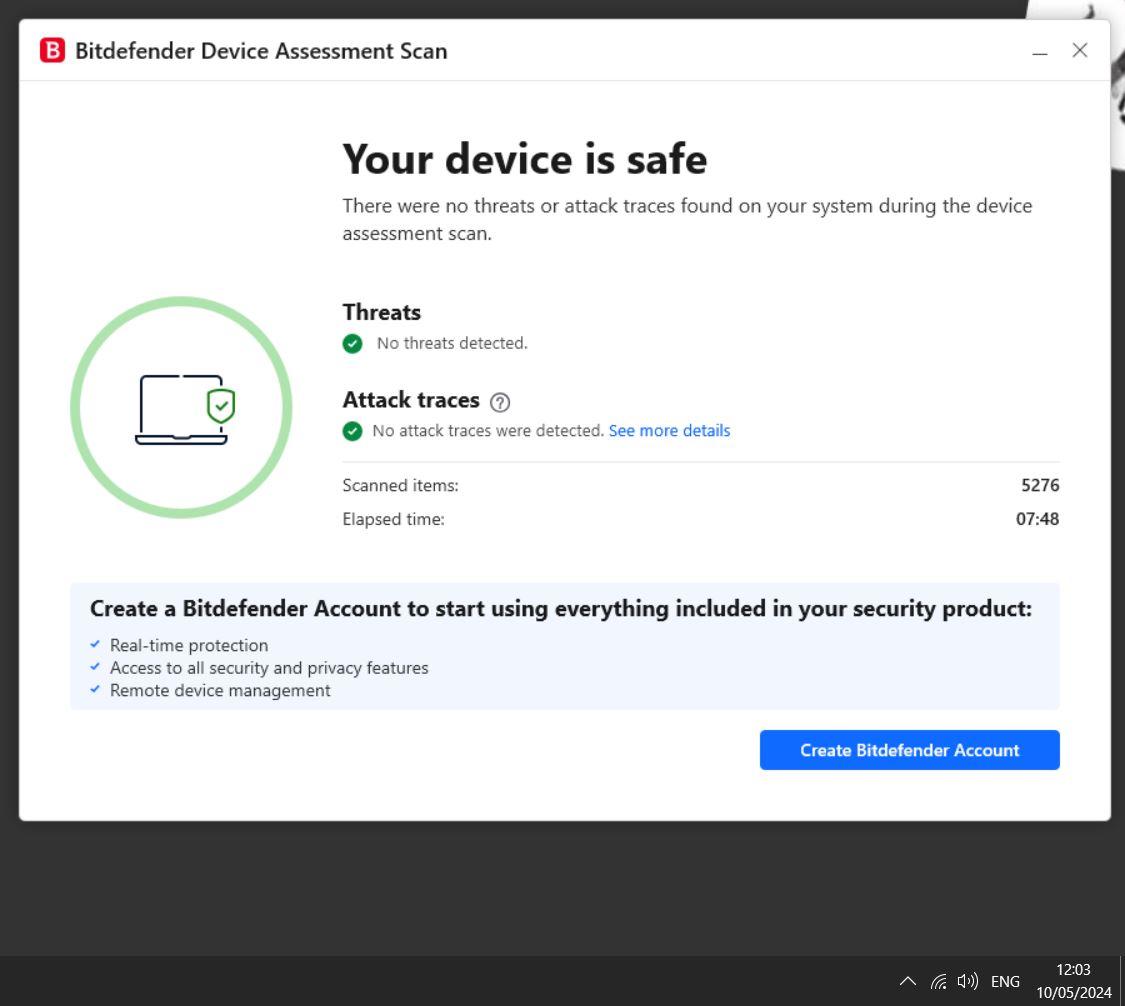 B Bitdefender Device Assessment Scan
Your device is safe
There were no threats or attack traces found on your system during the device
assessment scan.
Threats
No threats detected.
Attack traces ?
No attack traces were detected. See more details
Scanned items: 5276
Elapsed time: 07:48
Create a Bitdefender Account to start using everything included in your security product:
Real-time protection
Access to all security and privacy features
Remote device management
Create Bitdefender Account
ENG
12:03
10/05/2024